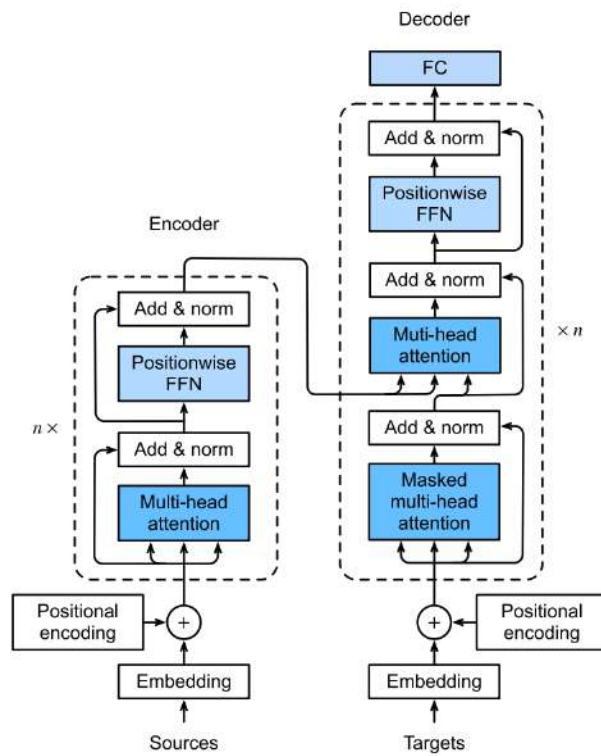 Decoder
FC
Add & norm
Positionwise
FFN
Encoder
Add & norm
Add & norm
Muti-head
attention
× n
Positionwise
FFN
n ×
Add & norm
Add & norm
Multi-head
attention
Masked
multi-head
attention
Positional
encoding
+
+
Positional
encoding
Embedding
Embedding
Sources
Targets